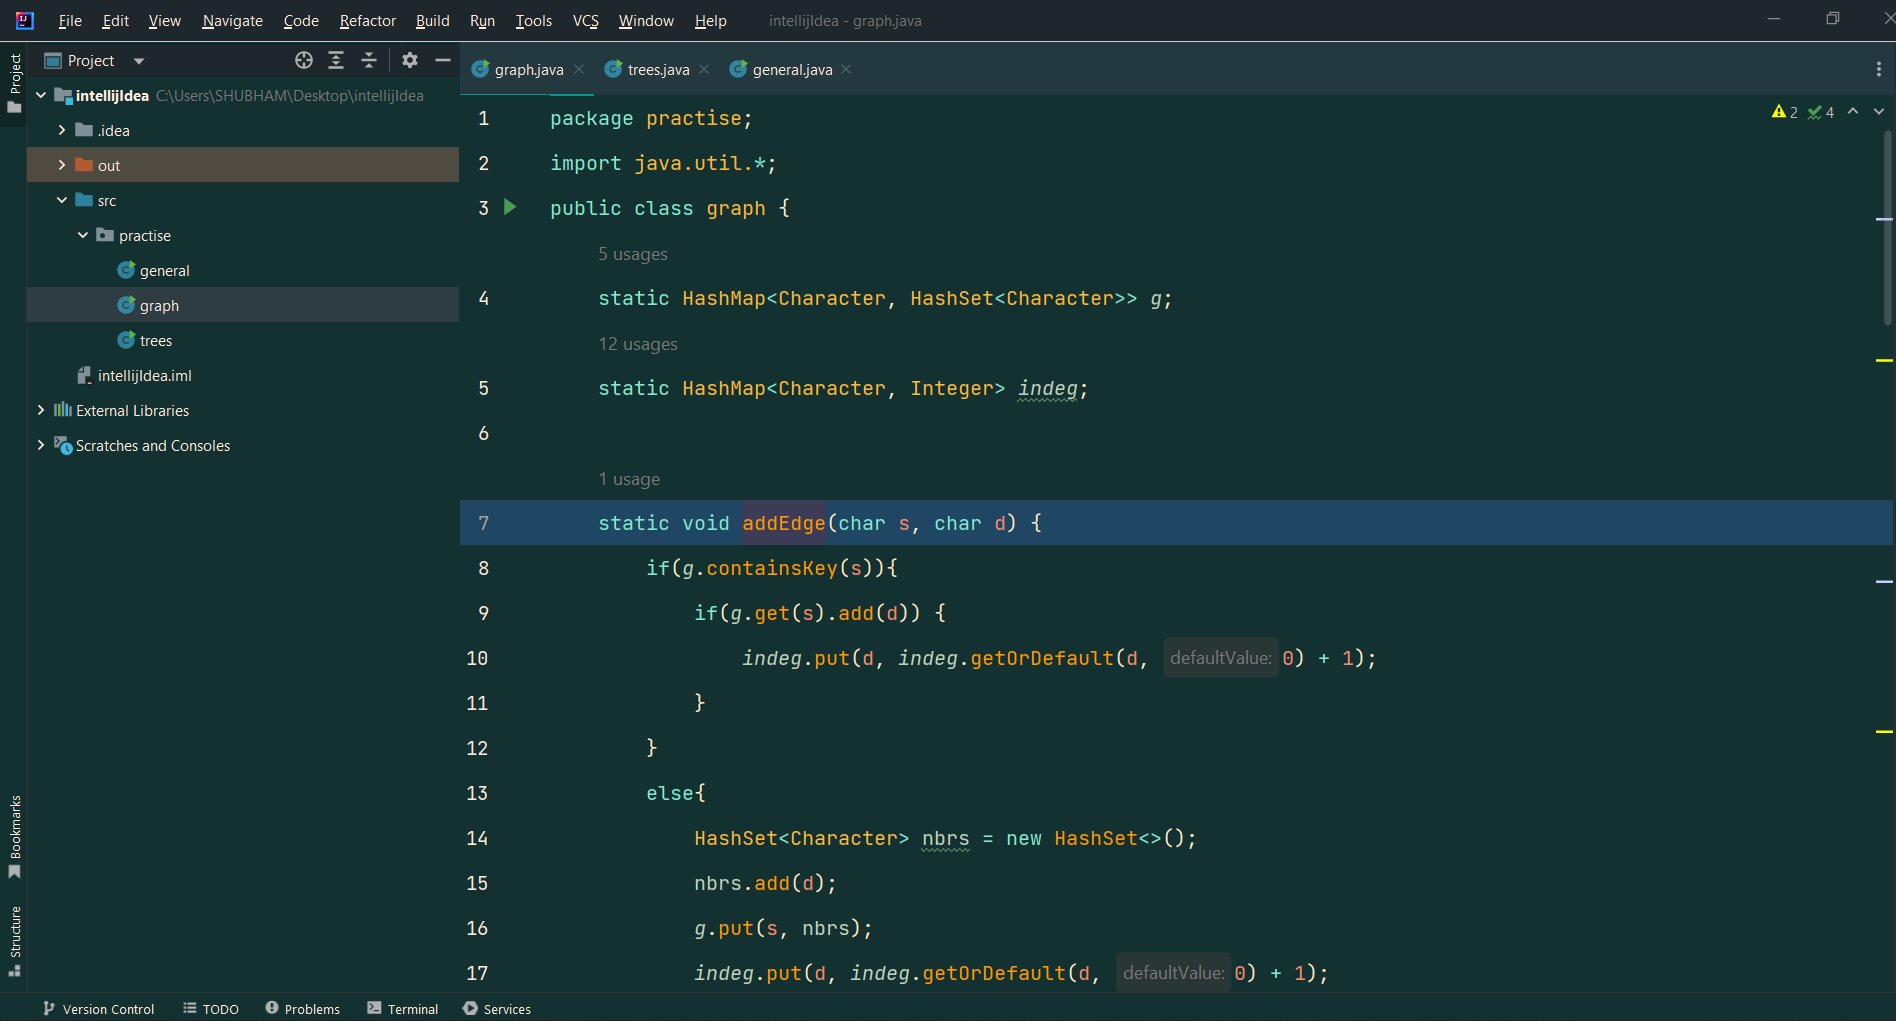 File Edit View Navigate Code Refactor Build Run Tools VCS Window Help intellijIdea - graph.java
Project
Project
intellijIdea C:\Users\SHUBHAM\Desktop\intellijIdea
.idea
out
src
practise
general
graph
trees
intellijIdea.iml
External Libraries
Scratches and Consoles
Bookmarks
Structure
graph.java trees.java general.java
2 4
1 package practise;
2 import java.util.*;
3 public class graph {
5 usages
4 static HashMap<Character, HashSet<Character>> g;
12 usages
5 static HashMap<Character, Integer> indeg;
6
1 usage
7 static void addEdge(char s, char d) {
8 if(g.containsKey(s)){
9 if(g.get(s).add(d)) {
10 indeg.put(d, indeg.getOrDefault(d, defaultValue: 0) + 1);
11 }
12 }
13 else{
14 HashSet<Character> nbrs = new HashSet<>();
15 nbrs.add(d);
16 g.put(s, nbrs);
17 indeg.put(d, indeg.getOrDefault(d, defaultValue: 0) + 1);
Version Control TODO Problems Terminal Services